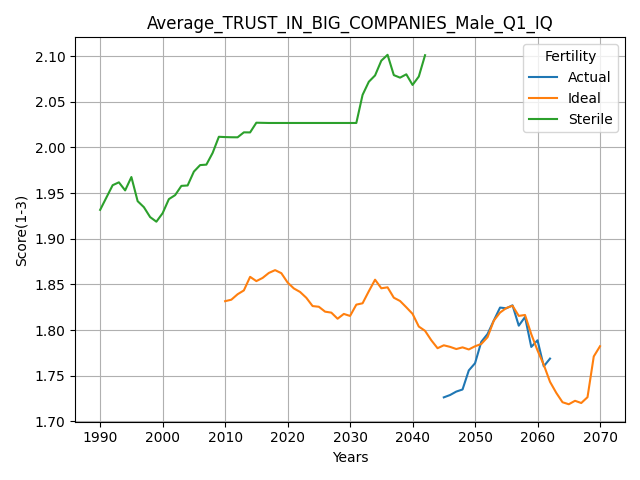 Average_TRUST_IN_BIG_COMPANIES_Male_Q1_IQ
Fertility
Actual
Ideal
Sterile
Score(1-3)
2.10
2.05
2.00
1.95
1.90
1.85
1.80
1.75
1.70
1990 2000 2010 2020 2030 2040 2050 2060 2070
Years